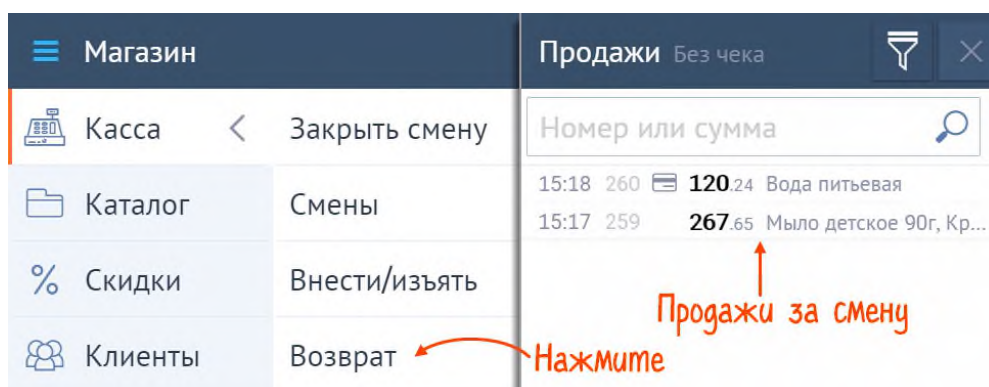 Магазин
Касса
Закрыть смену
Каталог
Смены
Скидки
Внести/изъять
Клиенты
Возврат
Нажмите
Продажи Без чека
Номер или сумма
15:18 260 120.24 Вода питьевая
15:17 259 267.65 Мыло детское 90г, Кр...
Продажи за смену